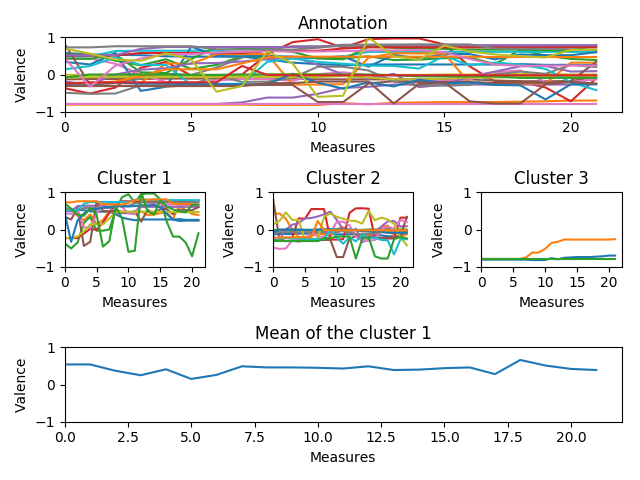 Annotation
Valence
1
0
−1
0 5 10 15 20
Measures
Cluster 1 Cluster 2 Cluster 3
Valence Valence Valence
1 1 1
0 0 0
−1 −1 −1
0 5 10 15 20 0 5 10 15 20 0 5 10 15 20
Measures Measures Measures
Mean of the cluster 1
Valence
1
0
−1
0.0 2.5 5.0 7.5 10.0 12.5 15.0 17.5 20.0
Measures